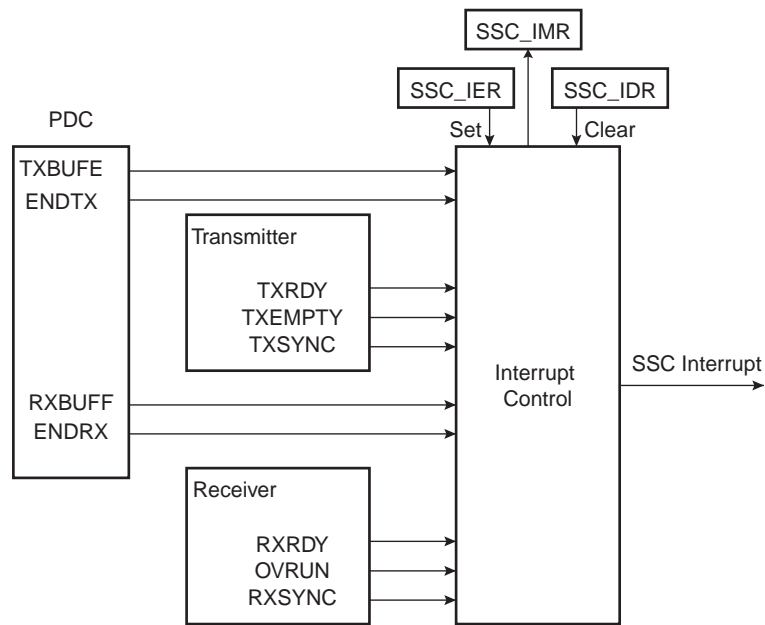 SSC_IMR
SSC_IER
SSC_IDR
Set
Clear
PDC
TXBUFE
ENDTX
Transmitter
TXRDY
TXEMPTY
TXSYNC
RXBUFF
ENDRX
Receiver
RXRDY
OVRUN
RXSYNC
Interrupt
Control
SSC Interrupt